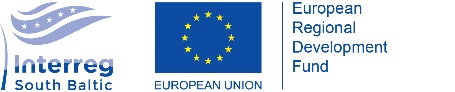 Interreg
South Baltic
EUROPEAN UNION
European
Regional
Development
Fund